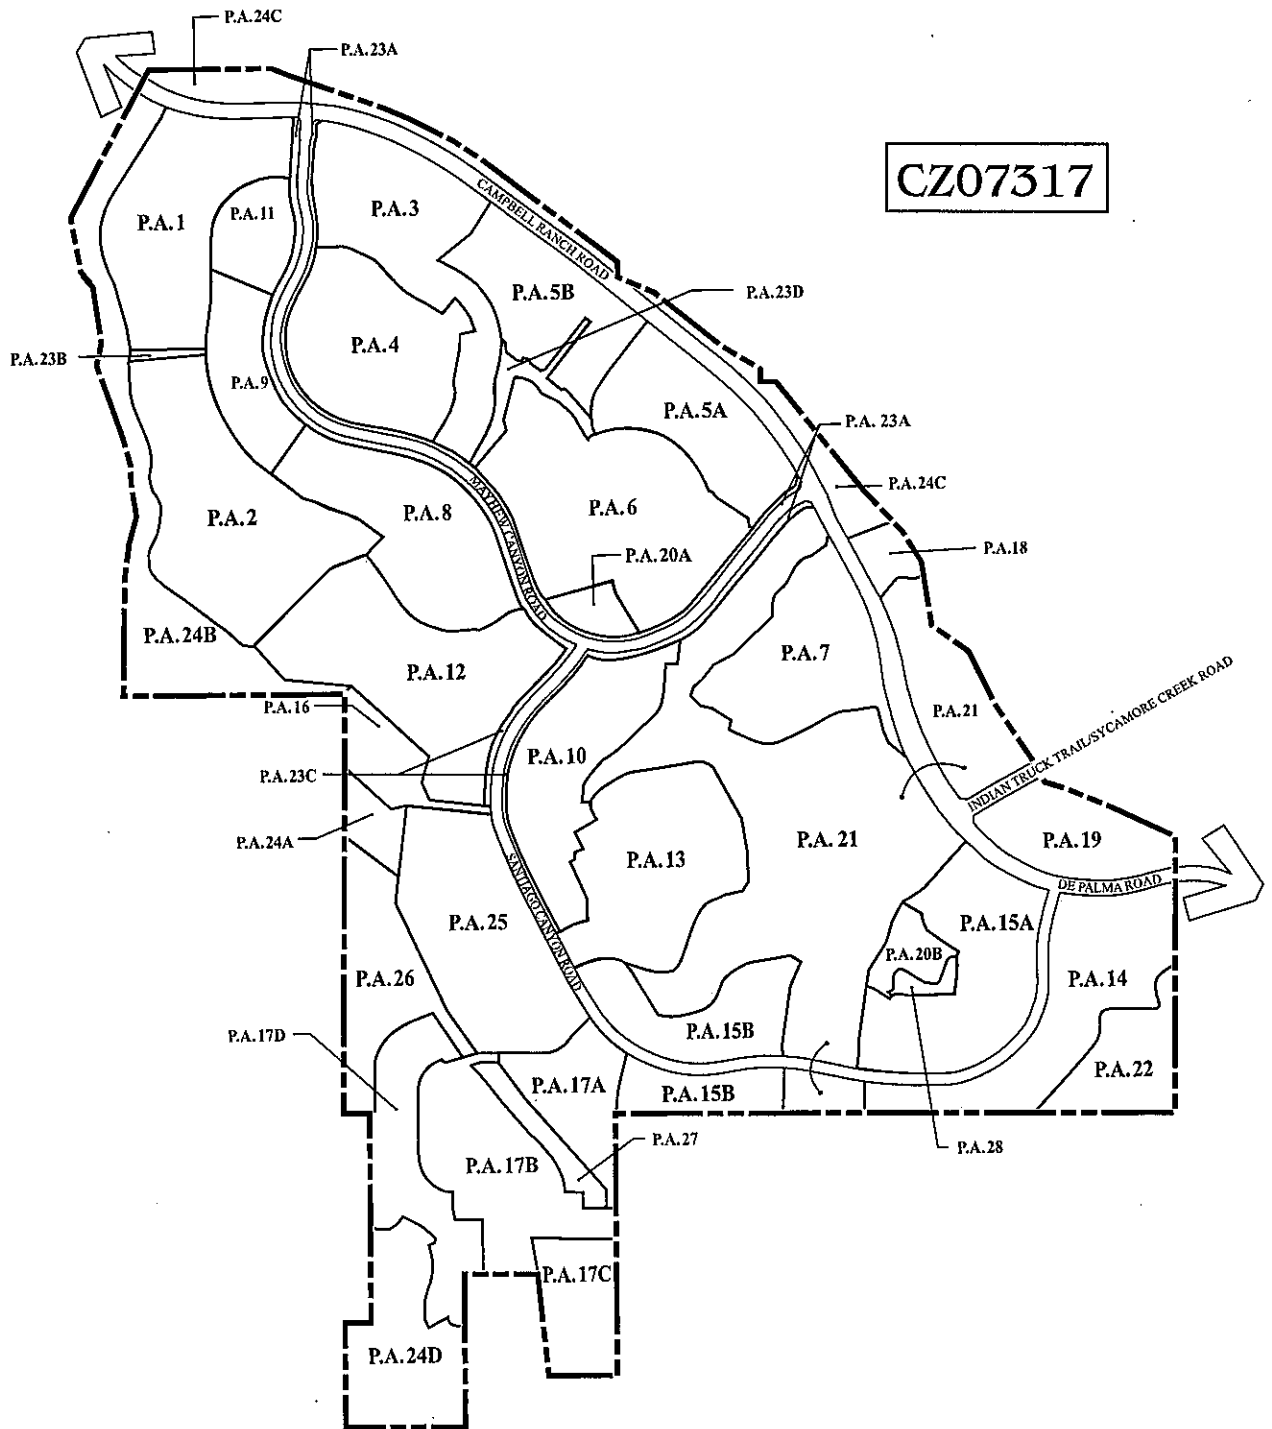 P.A.24C
P.A.23A
CZ07317
P.A.1
P.A.11
P.A.3
CAMPBELL RANCH ROAD
P.A.5B
P.A.23D
P.A.4
P.A.23B
P.A.9
P.A.5A
P.A. 23A
P.A.24C
P.A.2
P.A.8
MAYHEW CANYON ROAD
P.A.6
P.A.20A
P.A.18
P.A.24B
P.A.12
P.A.7
P.A.16
P.A.21
INDIAN TRUCK TRAIL/SYCAMORE CREEK ROAD
P.A.10
P.A.23C
P.A.24A
P.A.13
P.A.21
P.A.19
DE PALMA ROAD
SANTIAGO CANYON ROAD
P.A.25
P.A.15A
P.A.20B
P.A.26
P.A.14
P.A.17D
P.A.15B
P.A.22
P.A.17A
P.A.15B
P.A.27
P.A.28
P.A.17B
P.A.17C
P.A.24D